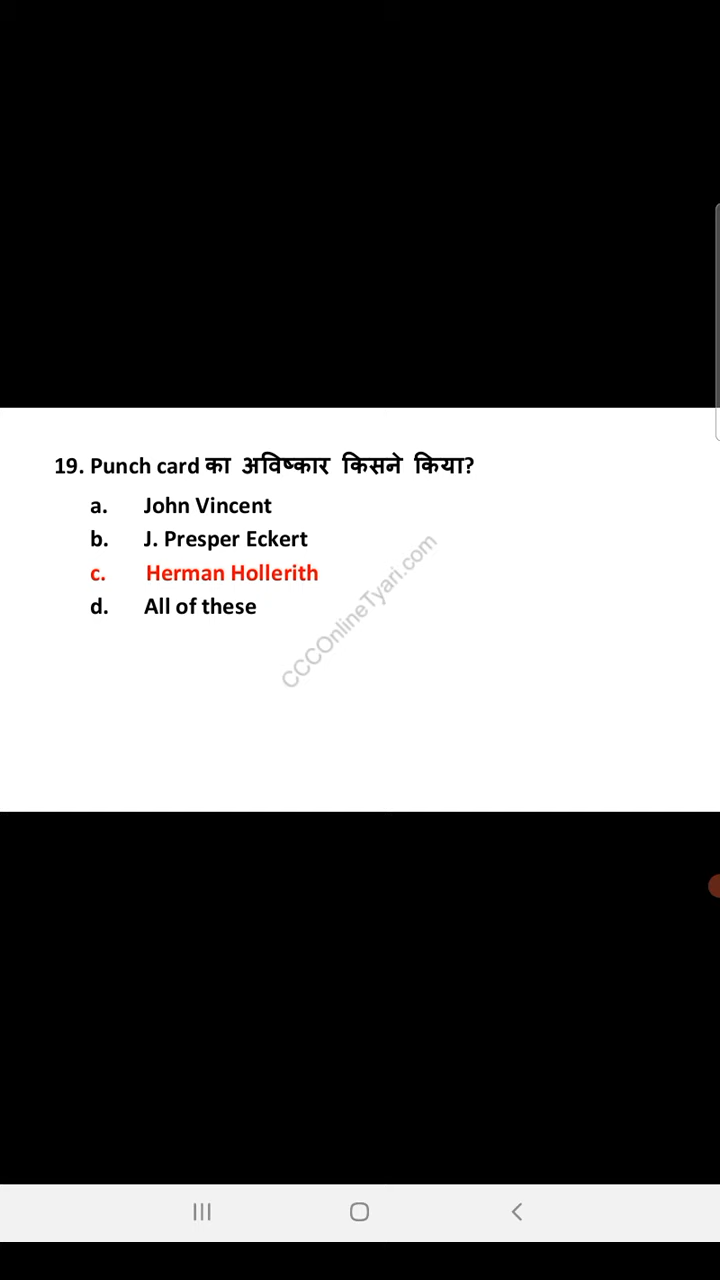 19. Punch card का अविष्कार किसने किया?
a. John Vincent
b. J. Presper Eckert
c. Herman Hollerith
d. All of these
CCCOnlineTyari.com